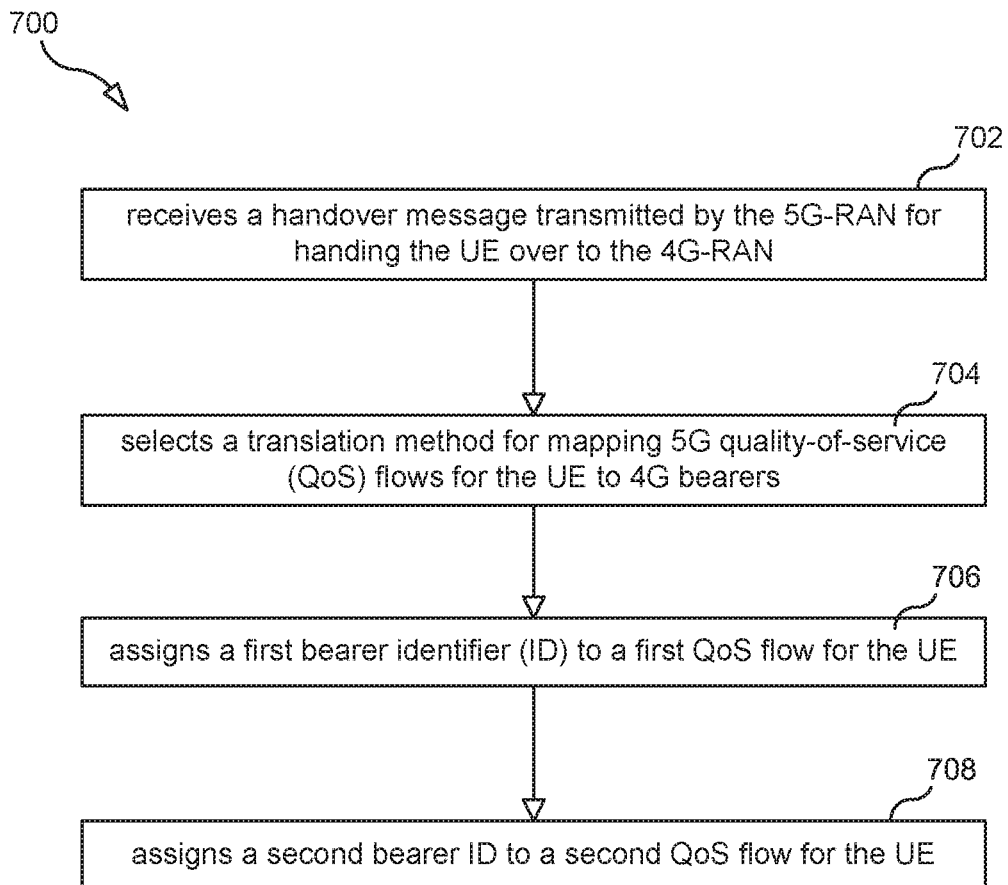 700
702
receives a handover message transmitted by the 5G-RAN for
handing the UE over to the 4G-RAN
704
selects a translation method for mapping 5G quality-of-service
(QoS) flows for the UE to 4G bearers
706
assigns a first bearer identifier (ID) to a first QoS flow for the UE
708
assigns a second bearer ID to a second QoS flow for the UE